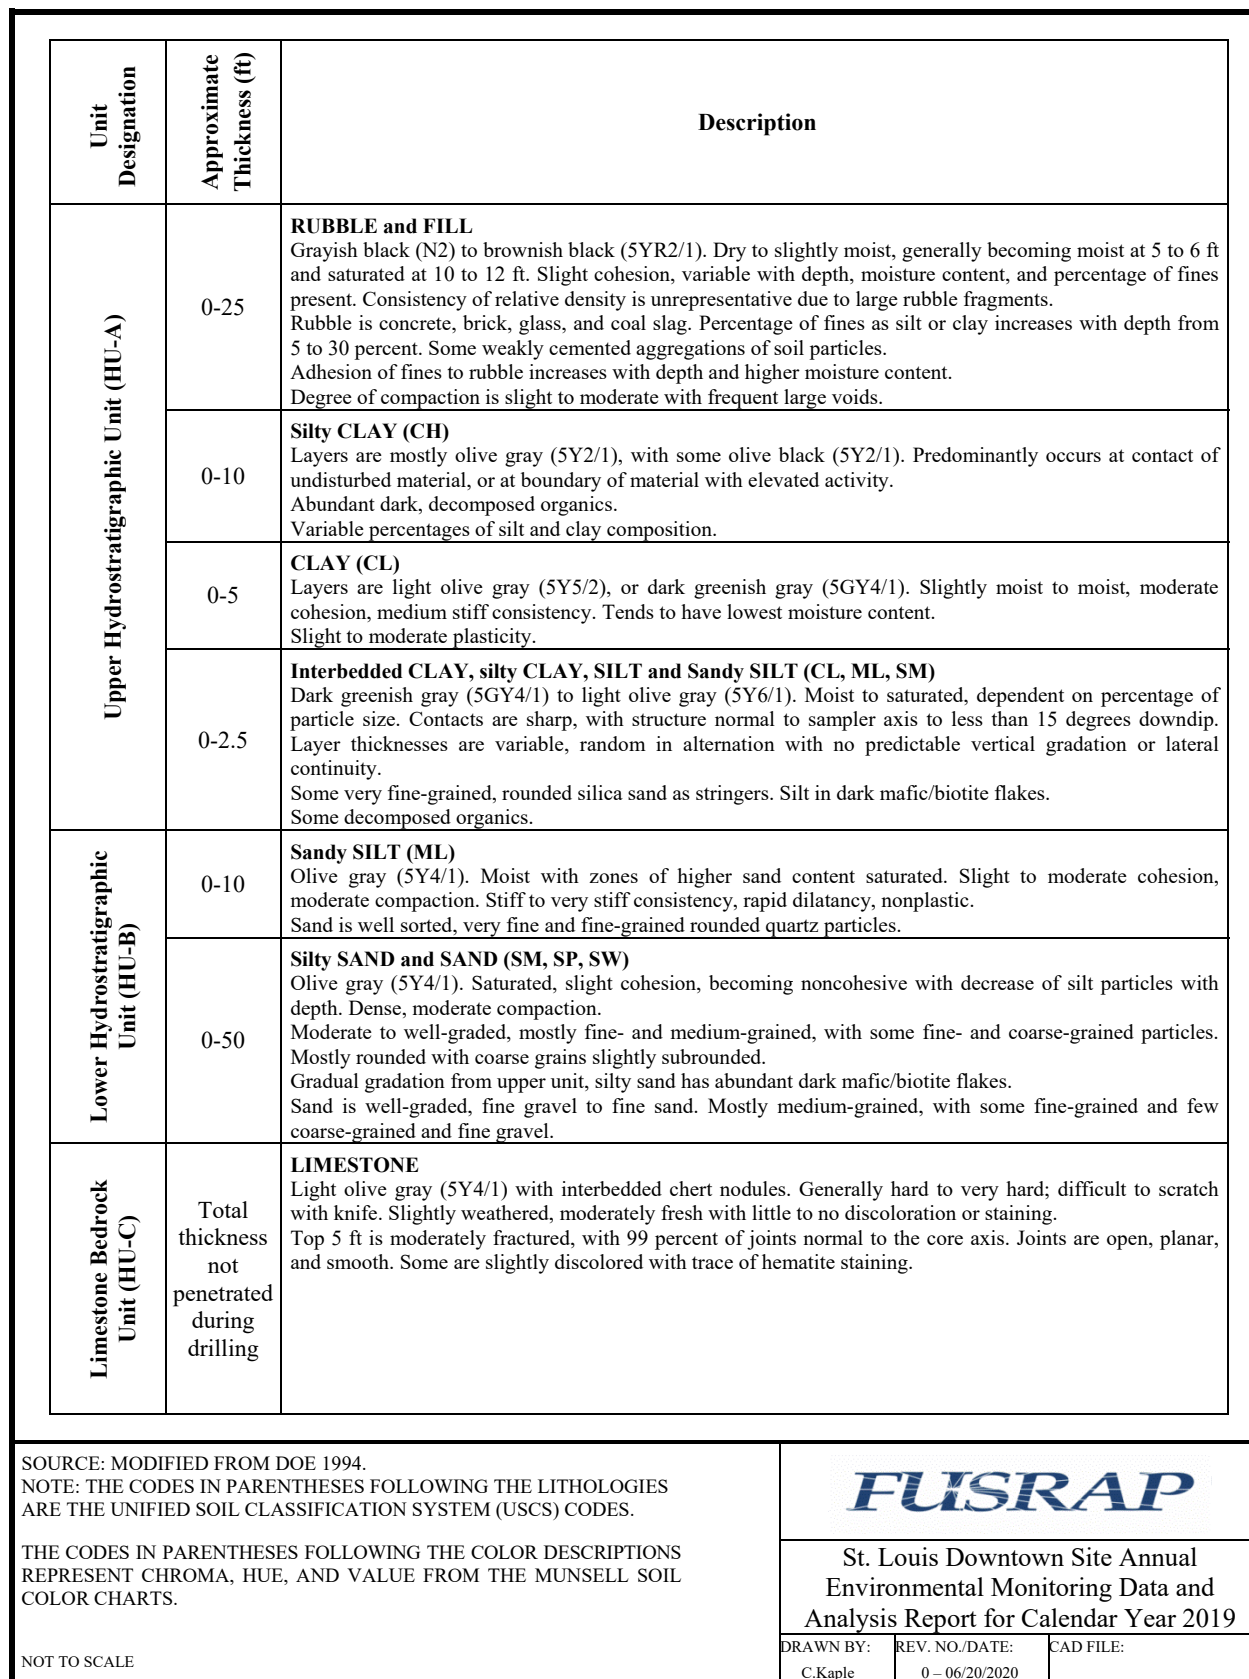 Unit
Designation
Approximate
Thickness (ft)
Description
Upper Hydrostratigraphic Unit (HU-A)
0-25
RUBBLE and FILL
Grayish black (N2) to brownish black (5YR2/1). Dry to slightly moist, generally becoming moist at 5 to 6 ft
and saturated at 10 to 12 ft. Slight cohesion, variable with depth, moisture content, and percentage of fines
present. Consistency of relative density is unrepresentative due to large rubble fragments.
Rubble is concrete, brick, glass, and coal slag. Percentage of fines as silt or clay increases with depth from
5 to 30 percent. Some weakly cemented aggregations of soil particles.
Adhesion of fines to rubble increases with depth and higher moisture content.
Degree of compaction is slight to moderate with frequent large voids.
0-10
Silty CLAY (CH)
Layers are mostly olive gray (5Y2/1), with some olive black (5Y2/1). Predominantly occurs at contact of
undisturbed material, or at boundary of material with elevated activity.
Abundant dark, decomposed organics.
Variable percentages of silt and clay composition.
0-5
CLAY (CL)
Layers are light olive gray (5Y5/2), or dark greenish gray (5GY4/1). Slightly moist to moist, moderate
cohesion, medium stiff consistency. Tends to have lowest moisture content.
Slight to moderate plasticity.
0-2.5
Interbedded CLAY, silty CLAY, SILT and Sandy SILT (CL, ML, SM)
Dark greenish gray (5GY4/1) to light olive gray (5Y6/1). Moist to saturated, dependent on percentage of
particle size. Contacts are sharp, with structure normal to sampler axis to less than 15 degrees downdip.
Layer thicknesses are variable, random in alternation with no predictable vertical gradation or lateral
continuity.
Some very fine-grained, rounded silica sand as stringers. Silt in dark mafic/biotite flakes.
Some decomposed organics.
Lower Hydrostratigraphic
Unit (HU-B)
0-10
Sandy SILT (ML)
Olive gray (5Y4/1). Moist with zones of higher sand content saturated. Slight to moderate cohesion,
moderate compaction. Stiff to very stiff consistency, rapid dilatancy, nonplastic.
Sand is well sorted, very fine and fine-grained rounded quartz particles.
0-50
Silty SAND and SAND (SM, SP, SW)
Olive gray (5Y4/1). Saturated, slight cohesion, becoming noncohesive with decrease of silt particles with
depth. Dense, moderate compaction.
Moderate to well-graded, mostly fine- and medium-grained, with some fine- and coarse-grained particles.
Mostly rounded with coarse grains slightly subrounded.
Gradual gradation from upper unit, silty sand has abundant dark mafic/biotite flakes.
Sand is well-graded, fine gravel to fine sand. Mostly medium-grained, with some fine-grained and few
coarse-grained and fine gravel.
Limestone Bedrock
Unit (HU-C)
Total
thickness
not
penetrated
during
drilling
LIMESTONE
Light olive gray (5Y4/1) with interbedded chert nodules. Generally hard to very hard; difficult to scratch
with knife. Slightly weathered, moderately fresh with little to no discoloration or staining.
Top 5 ft is moderately fractured, with 99 percent of joints normal to the core axis. Joints are open, planar,
and smooth. Some are slightly discolored with trace of hematite staining.
SOURCE: MODIFIED FROM DOE 1994.
NOTE: THE CODES IN PARENTHESES FOLLOWING THE LITHOLOGIES
ARE THE UNIFIED SOIL CLASSIFICATION SYSTEM (USCS) CODES.
THE CODES IN PARENTHESES FOLLOWING THE COLOR DESCRIPTIONS
REPRESENT CHROMA, HUE, AND VALUE FROM THE MUNSELL SOIL
COLOR CHARTS.
NOT TO SCALE
FUSRAP
St. Louis Downtown Site Annual
Environmental Monitoring Data and
Analysis Report for Calendar Year 2019
DRAWN BY:
C.Kaple
REV. NO./DATE:
0 – 06/20/2020
CAD FILE: